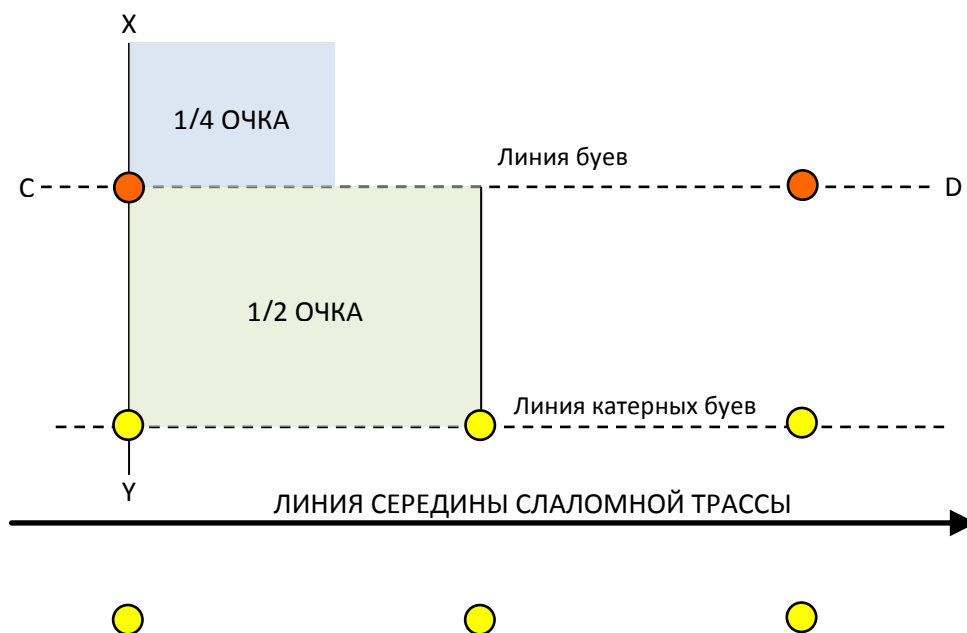 X
1/4 ОЧКА
Линия буев
C
D
1/2 ОЧКА
Линия катерных буев
Y
ЛИНИЯ СЕРЕДИНЫ СЛАЛОМНОЙ ТРАССЫ